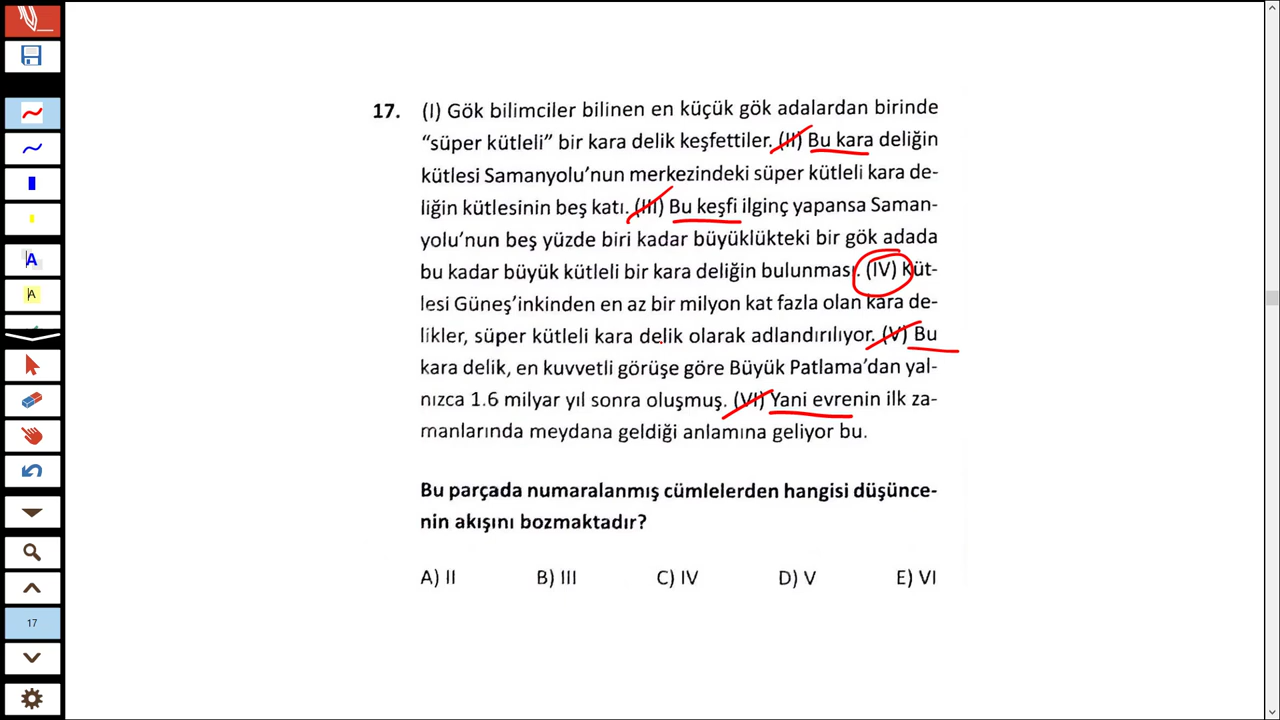 17. (I) Gök bilimciler bilinen en küçük gök adalardan birinde
“süper kütleli” bir kara delik keşfettiler. (II) Bu kara deliğin
kütlesi Samanyolu’nun merkezindeki süper kütleli kara de-
liğin kütlesinin beş katı. (III) Bu keşfi ilginç yapansa Saman-
yolu’nun beş yüzde biri kadar büyüklükteki bir gök adada
bu kadar büyük kütleli bir kara deliğin bulunması. (IV) Küt-
lesi Güneş’inkinden en az bir milyon kat fazla olan kara de-
likler, süper kütleli kara delik olarak adlandırılıyor. (V) Bu
kara delik, en kuvvetli görüşe göre Büyük Patlama’dan yal-
nızca 1.6 milyar yıl sonra oluşmuş. (VI) Yani evrenin ilk za-
manlarında meydana geldiği anlamına geliyor bu.
Bu parçada numaralanmış cümlelerden hangisi düşünce-
nin akışını bozmaktadır?
A) II B) III C) IV D) V E) VI
A
A
17